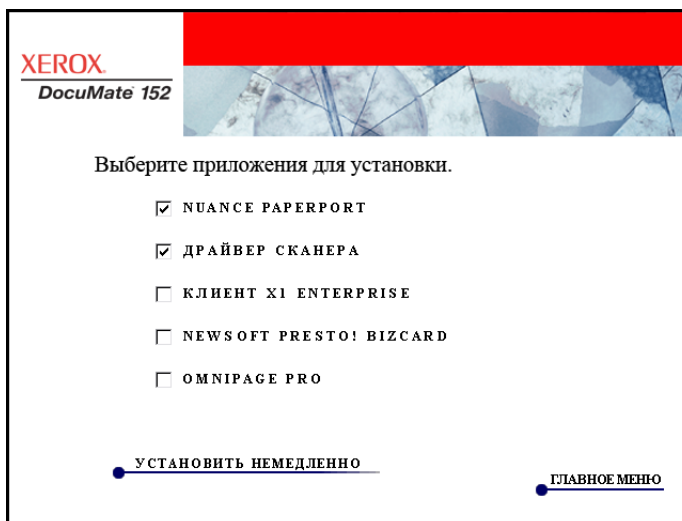 XEROX.
DocuMate 152
Выберите приложения для установки.
NUANCE PAPERPORT
ДРАЙВЕР СКАНЕРА
КЛИЕНТ X1 ENTERPRISE
NEWSOFT PRESTO! BIZCARD
OMNIPAGE PRO
УСТАНОВИТЬ НЕМЕДЛЕННО
ГЛАВНОЕ МЕНЮ